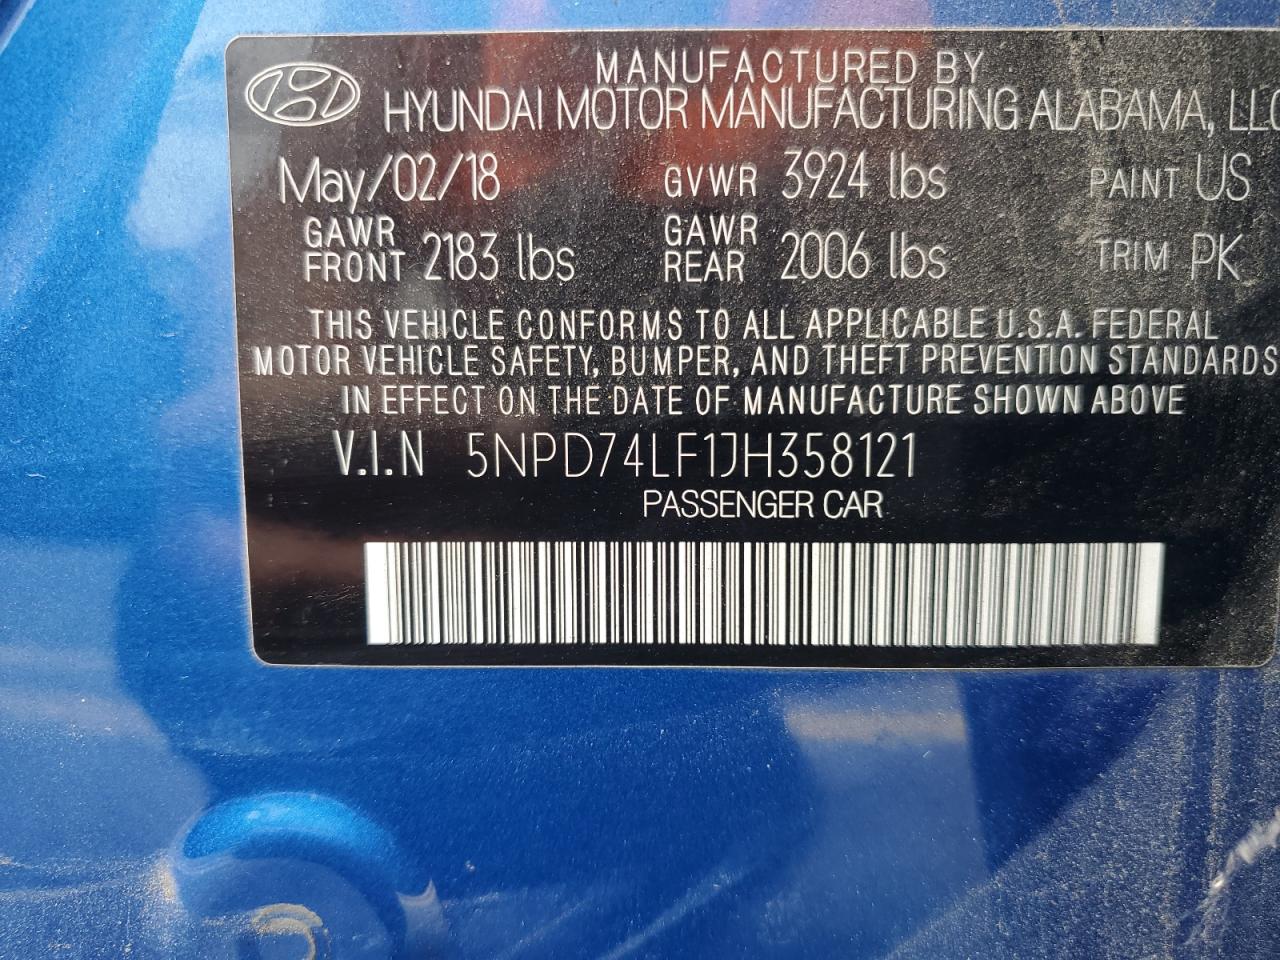 MANUFACTURED BY
HYUNDAI MOTOR MANUFACTURING ALABAMA, LLC
May/02/18 GVWR 3924 lbs PAINT US
GAWR FRONT 2183 lbs GAWR REAR 2006 lbs TRIM PK
THIS VEHICLE CONFORMS TO ALL APPLICABLE U.S.A. FEDERAL
MOTOR VEHICLE SAFETY, BUMPER, AND THEFT PREVENTION STANDARDS
IN EFFECT ON THE DATE OF MANUFACTURE SHOWN ABOVE
V.I.N 5NPD74LF1JH358121
PASSENGER CAR